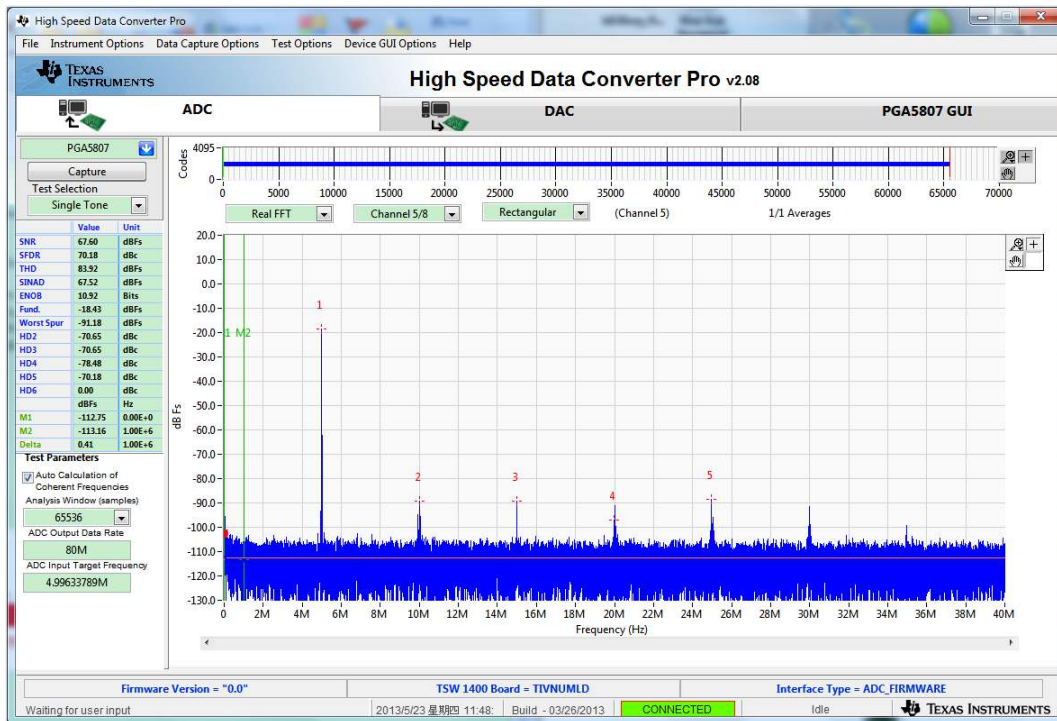 High Speed Data Converter Pro
File Instrument Options Data Capture Options Test Options Device GUI Options Help
TEXAS INSTRUMENTS
High Speed Data Converter Pro v2.08
ADC
DAC
PGA5807 GUI
PGA5807
Capture
Test Selection
Single Tone
Value Unit
SNR 67.60 dBFs
SFDR 70.18 dBc
THD 83.92 dBFs
SINAD 67.52 dBFs
ENOB 10.92 Bits
Fund. -18.43 dBFs
Worst Spur -91.18 dBFs
HD2 -70.65 dBc
HD3 -70.65 dBc
HD4 -78.48 dBc
HD5 -70.18 dBc
HD6 0.00 dBc
dBFs Hz
M1 -112.75 0.00E+0
M2 -113.16 1.00E+6
Delta 0.41 1.00E+6
Test Parameters
Auto Calculation of
Coherent Frequencies
Analysis Window (samples)
65536
ADC Output Data Rate
80M
ADC Input Target Frequency
4.99633789M
Codes
4095
0
0 5000 10000 15000 20000 25000 30000 35000 40000 45000 50000 55000 60000 65000 70000
Real FFT
Channel 5/8
Rectangular
(Channel 5)
1/1 Averages
dB Fs
20.0
10.0
0.0
-10.0
-20.0
-30.0
-40.0
-50.0
-60.0
-70.0
-80.0
-90.0
-100.0
-110.0
-120.0
-130.0
1 M2
1
2
3
4
5
0 2M 4M 6M 8M 10M 12M 14M 16M 18M 20M 22M 24M 26M 28M 30M 32M 34M 36M 38M 40M
Frequency (Hz)
Firmware Version = "0.0"
TSW 1400 Board = TIVNUMLD
Interface Type = ADC_FIRMWARE
Waiting for user input
2013/5/23 星期四 11:48:
Build - 03/26/2013
CONNECTED
Idle
TEXAS INSTRUMENTS